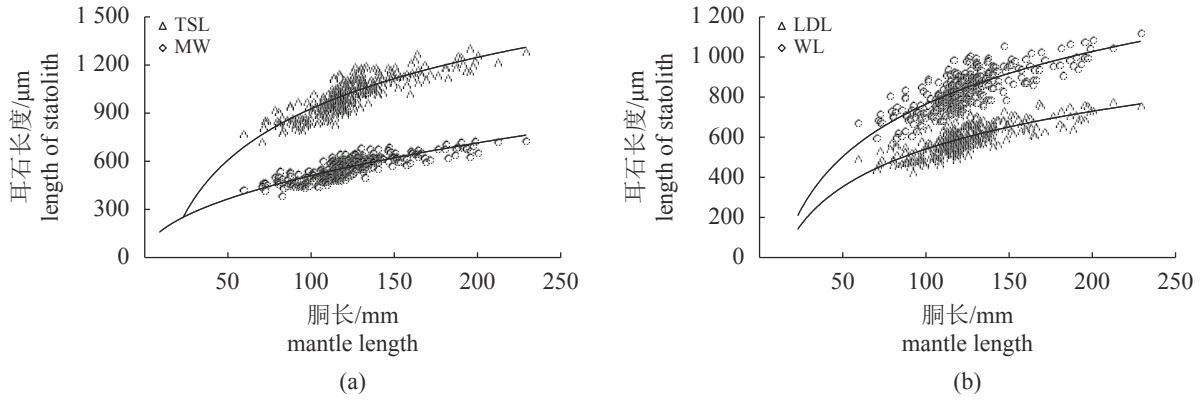 1 500
△ TSL
◇ MW
1 200
900
600
300
0
50 100 150 200 250
耳石长度/μm
length of statolith
胴长/mm
mantle length
(a)
1 200
△ LDL
◇ WL
1 000
800
600
400
200
0
50 100 150 200 250
耳石长度/μm
length of statolith
胴长/mm
mantle length
(b)